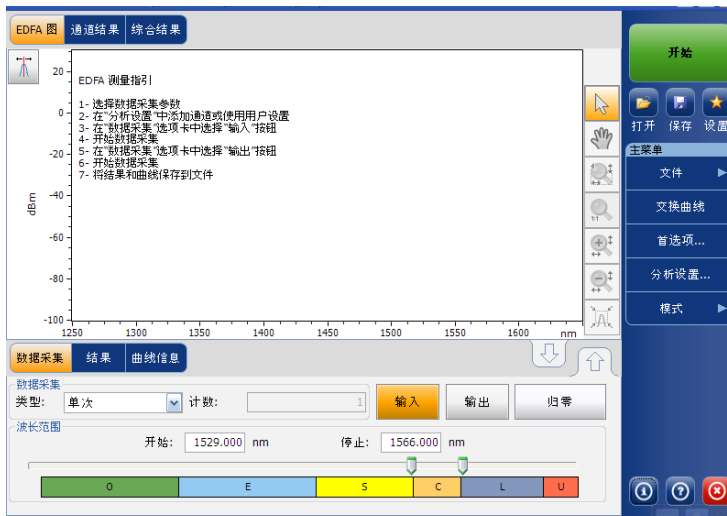 EDFA 图 通道结果 综合结果
EDFA 测量指引
1- 选择数据采集参数
2- 在"分析设置"中添加通道或使用用户设置
3- 在"数据采集"选项卡中选择"输入"按钮
4- 开始数据采集
5- 在"数据采集"选项卡中选择"输出"按钮
6- 开始数据采集
7- 将结果和曲线保存到文件
20
0
-20
-40
-60
-80
-100
dBm
1250 1300 1350 1400 1450 1500 1550 1600 nm
1:1
开始
打开 保存 设置
主菜单
文件
交换曲线
首选项...
分析设置...
模式
数据采集 结果 曲线信息
数据采集
类型: 单次 计数: 1 输入 输出 归零
波长范围
开始: 1529.000 nm 停止: 1566.000 nm
O E S C L U